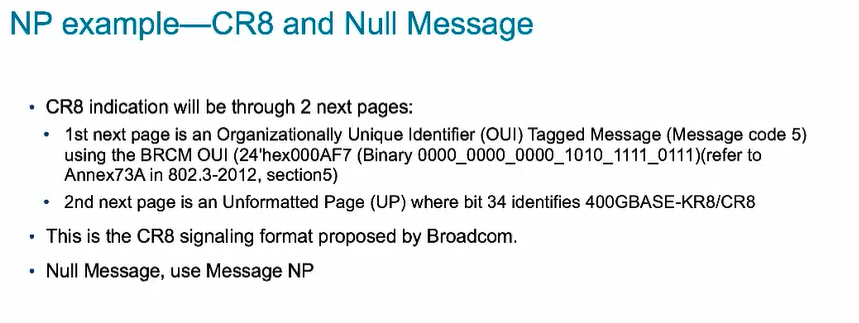 NP example—CR8 and Null Message
• CR8 indication will be through 2 next pages:
• 1st next page is an Organizationally Unique Identifier (OUI) Tagged Message (Message code 5)
using the BRCM OUI (24'hex000AF7 (Binary 0000_0000_0000_1010_1111_0111)(refer to
Annex73A in 802.3-2012, section5)
• 2nd next page is an Unformatted Page (UP) where bit 34 identifies 400GBASE-KR8/CR8
• This is the CR8 signaling format proposed by Broadcom.
• Null Message, use Message NP